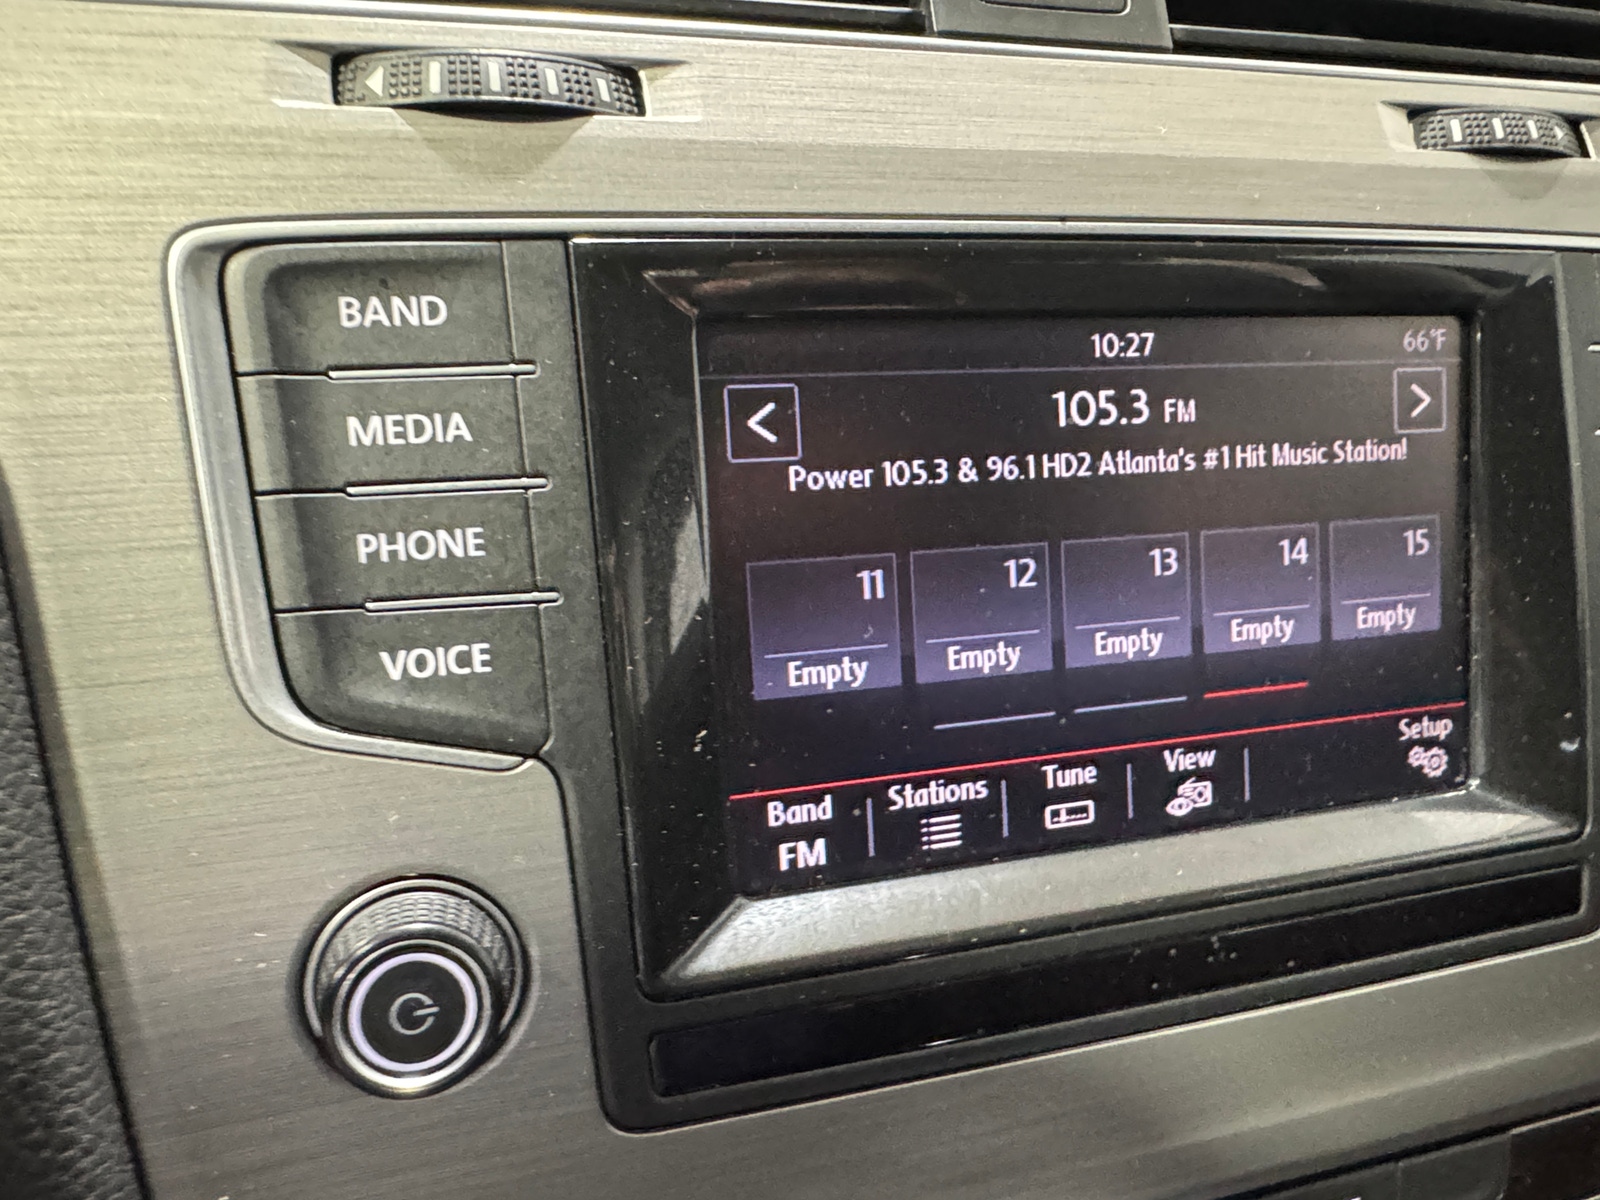 BAND
MEDIA
PHONE
VOICE
10:27
66°F
105.3 FM
Power 105.3 & 96.1 HD2 Atlanta's #1 Hit Music Station!
11 12 13 14 15
Empty Empty Empty Empty Empty
Band Stations Tune View Setup
FM